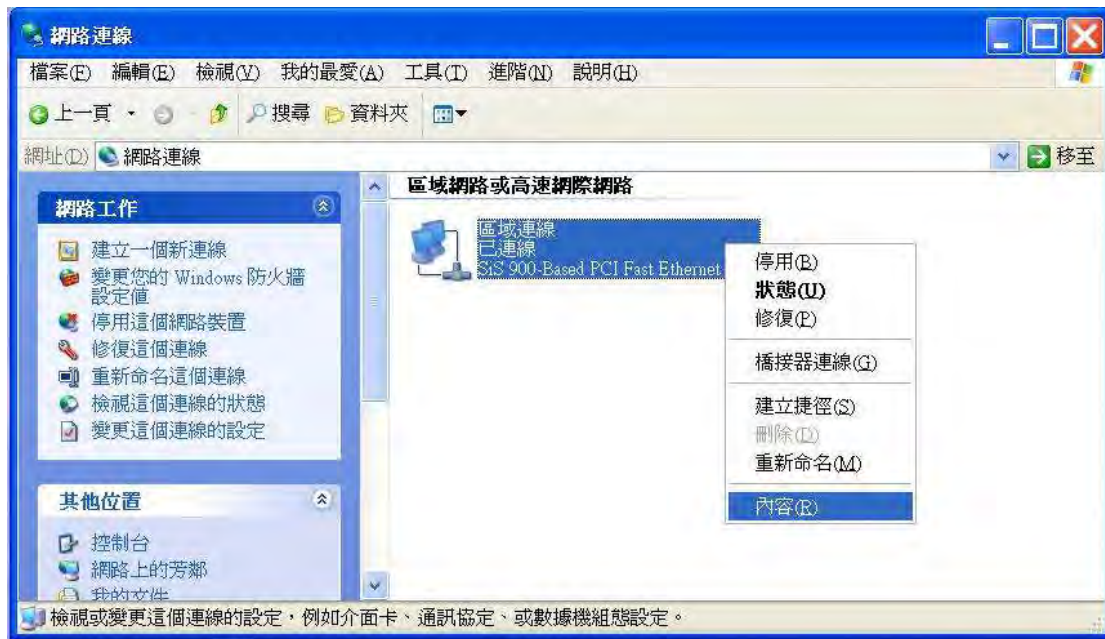 網路連線
檔案(F) 編輯(E) 檢視(V) 我的最愛(A) 工具(T) 進階(N) 說明(H)
上一頁 搜尋 資料夾
網址(D) 網路連線 移至
網路工作
建立一個新連線
變更您的 Windows 防火牆
設定值
停用這個網路裝置
修復這個連線
重新命名這個連線
檢視這個連線的狀態
變更這個連線的設定
其他位置
控制台
網路上的芳鄰
我的文件
區域網路或高速網際網路
區域連線
已連線
SiS 900-Based PCI Fast Ethernet
停用(B)
狀態(U)
修復(P)
橋接器連線(G)
建立捷徑(S)
刪除(D)
重新命名(M)
內容(R)
檢視或變更這個連線的設定，例如介面卡、通訊協定、或數據機組態設定。